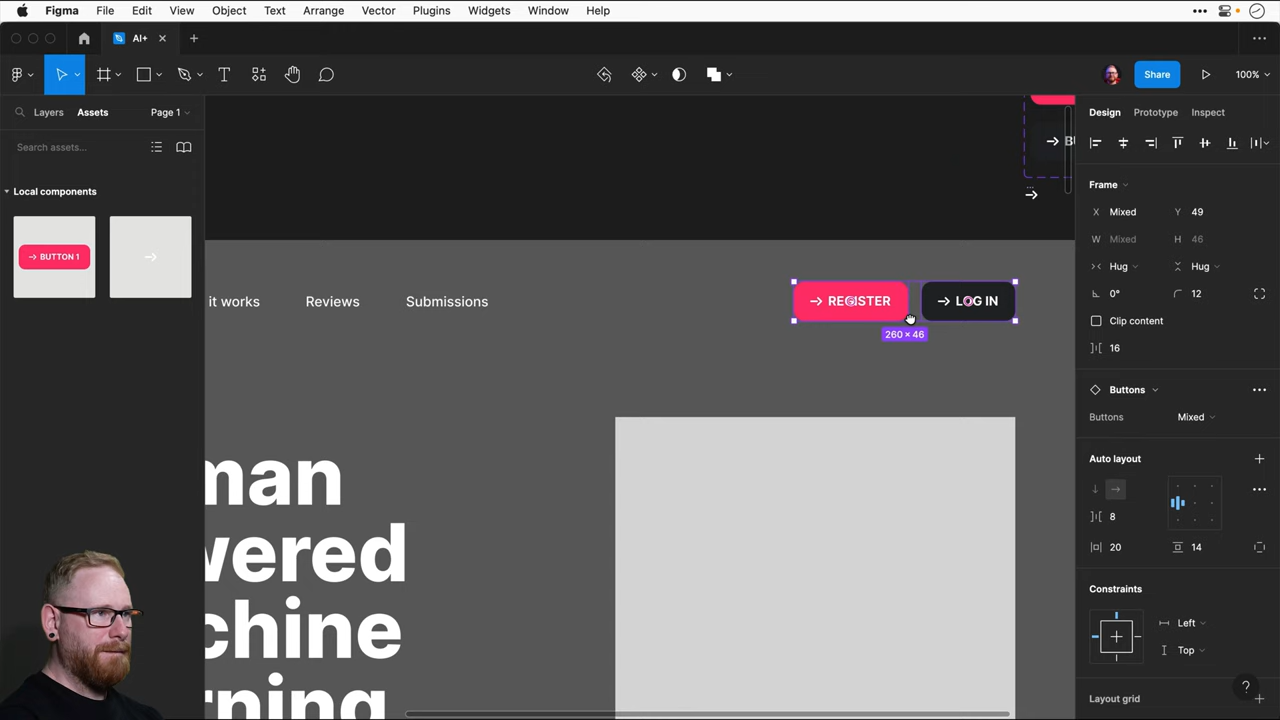 Figma File Edit View Object Text Arrange Vector Plugins Widgets Window Help
AI+
Share
100%
Layers Assets Page 1
Search assets...
Local components
BUTTON 1
it works Reviews Submissions
REGISTER
LOG IN
260 × 46
man
wered
chine
rning
Design Prototype Inspect
Frame
X Mixed Y 49
W Mixed H 46
Hug Hug
0° 12
Clip content
16
Buttons
Buttons Mixed
Auto layout
8
20 14
Constraints
Left
Top
?
Layout grid